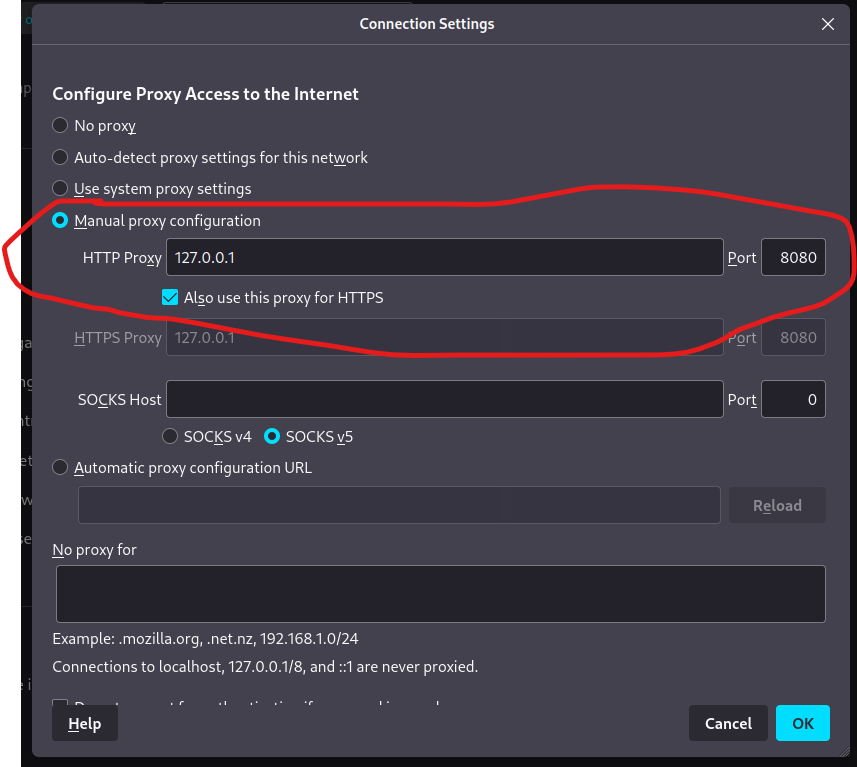 Connection Settings
Configure Proxy Access to the Internet
No proxy
Auto-detect proxy settings for this network
Use system proxy settings
Manual proxy configuration
HTTP Proxy 127.0.0.1 Port 8080
Also use this proxy for HTTPS
HTTPS Proxy 127.0.0.1 Port 8080
SOCKS Host Port 0
SOCKS v4 SOCKS v5
Automatic proxy configuration URL
Reload
No proxy for
Example: .mozilla.org, .net.nz, 192.168.1.0/24
Connections to localhost, 127.0.0.1/8, and ::1 are never proxied.
Help Cancel OK